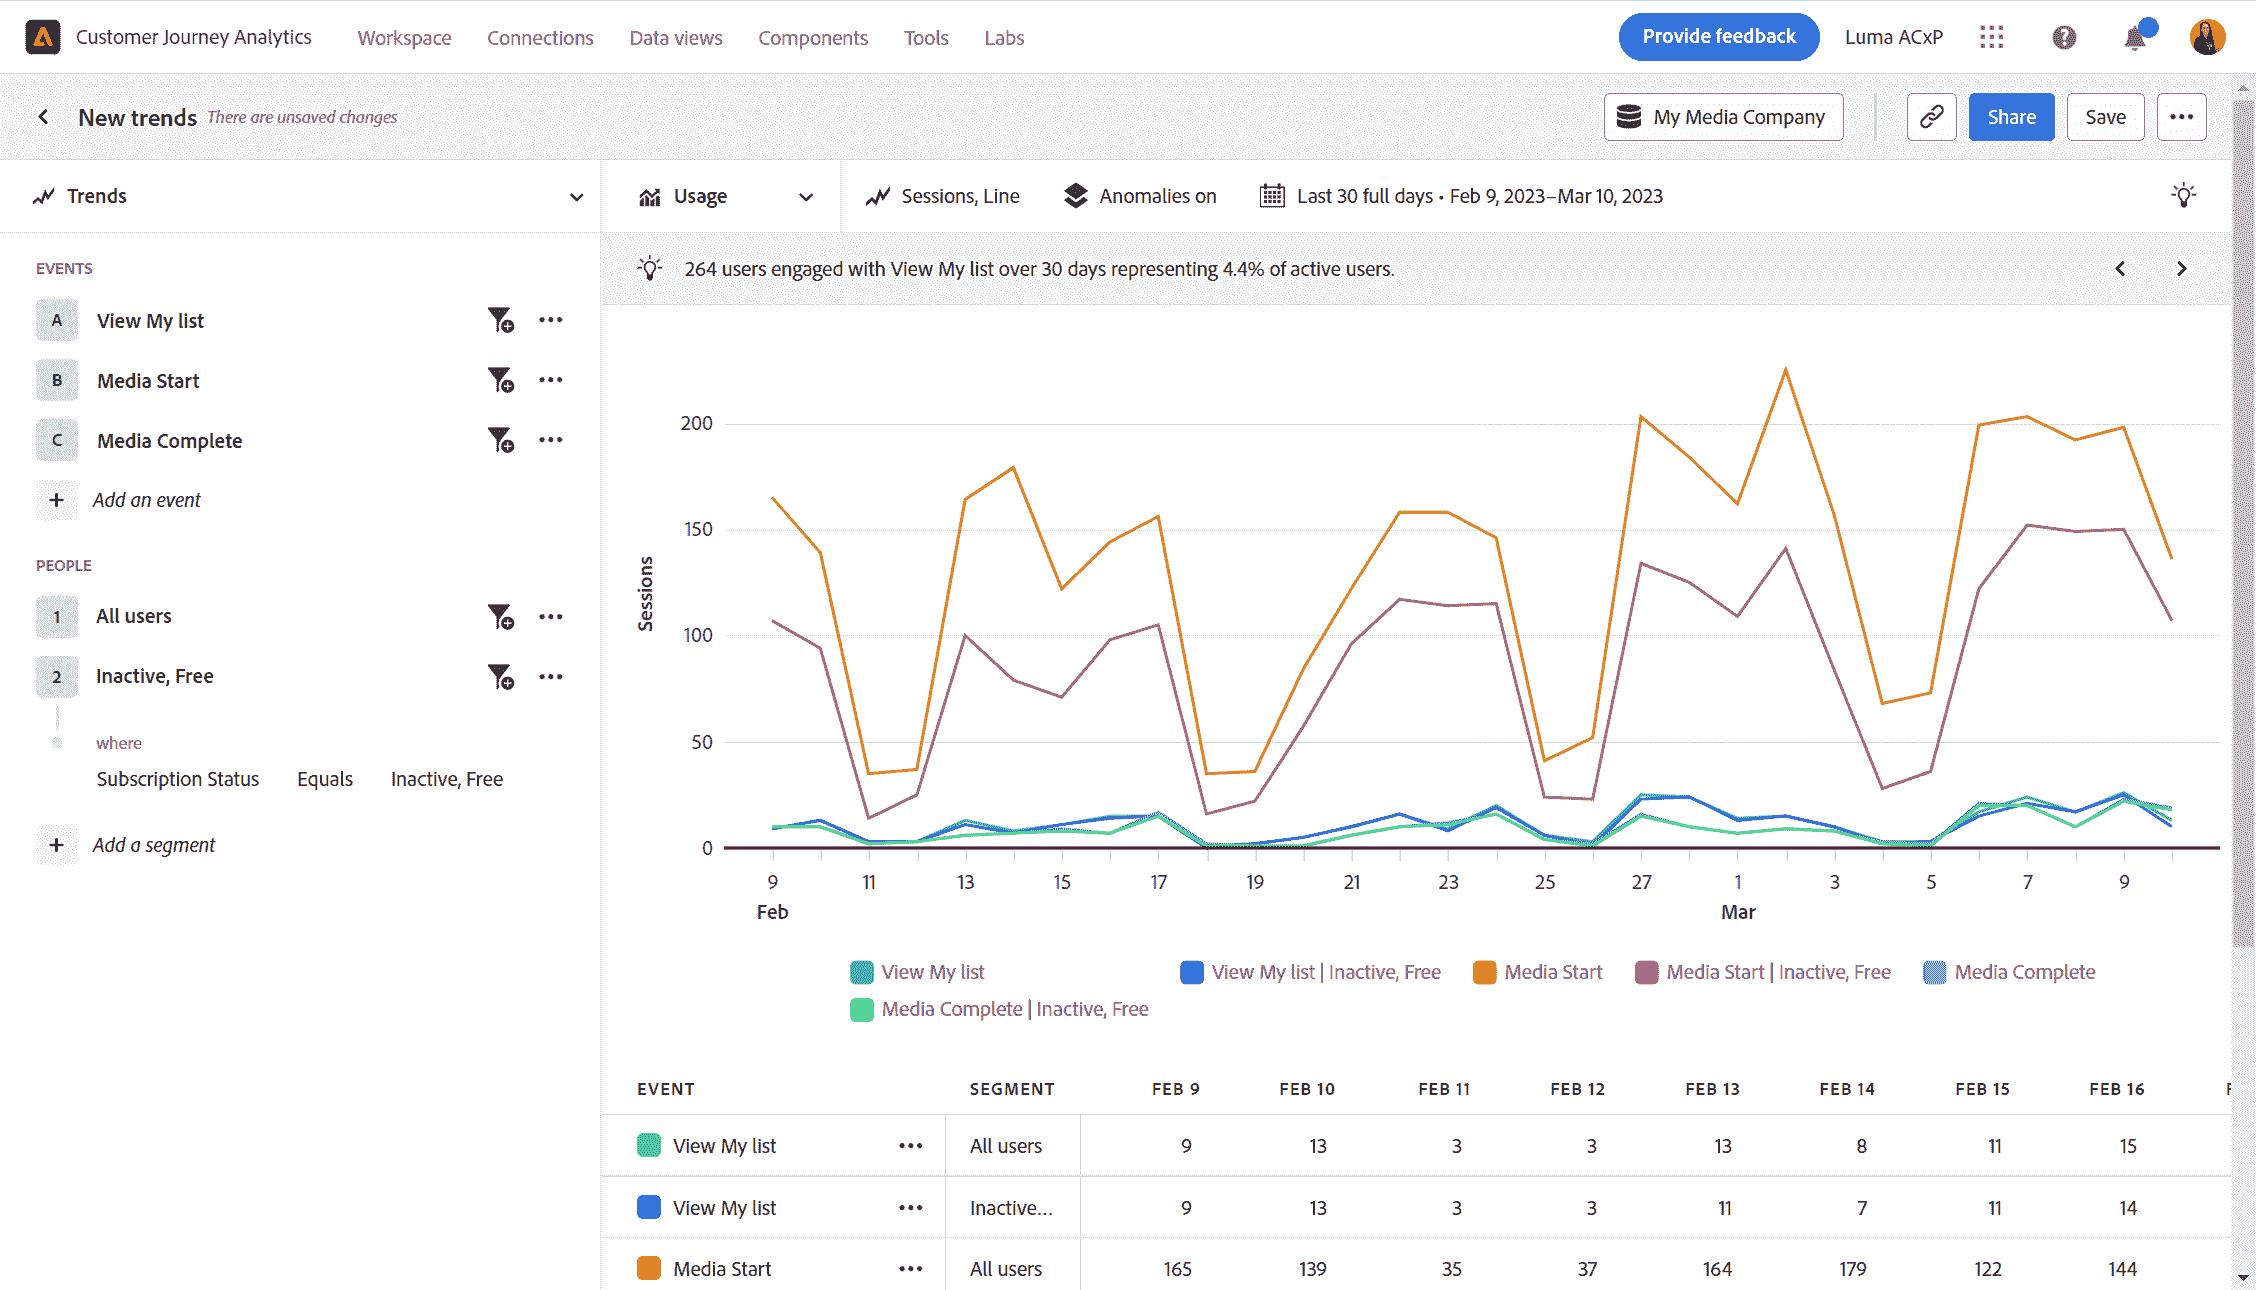 Customer Journey Analytics Workspace Connections Data views Components Tools Labs Provide feedback Luma ACxP
New trends There are unsaved changes My Media Company Share Save
Trends
Usage Sessions, Line Anomalies on Last 30 full days • Feb 9, 2023–Mar 10, 2023
264 users engaged with View My list over 30 days representing 4.4% of active users.
EVENTS
A View My list
B Media Start
C Media Complete
+ Add an event
PEOPLE
1 All users
2 Inactive, Free
where
Subscription Status Equals Inactive, Free
+ Add a segment
Sessions
200
150
100
50
0
9 11 13 15 17 19 21 23 25 27 1 3 5 7 9
Feb Mar
View My list View My list | Inactive, Free Media Start Media Start | Inactive, Free Media Complete
Media Complete | Inactive, Free
EVENT SEGMENT FEB 9 FEB 10 FEB 11 FEB 12 FEB 13 FEB 14 FEB 15 FEB 16
View My list All users 9 13 3 3 13 8 11 15
View My list Inactive... 9 13 3 3 11 7 11 14
Media Start All users 165 139 35 37 164 179 122 144